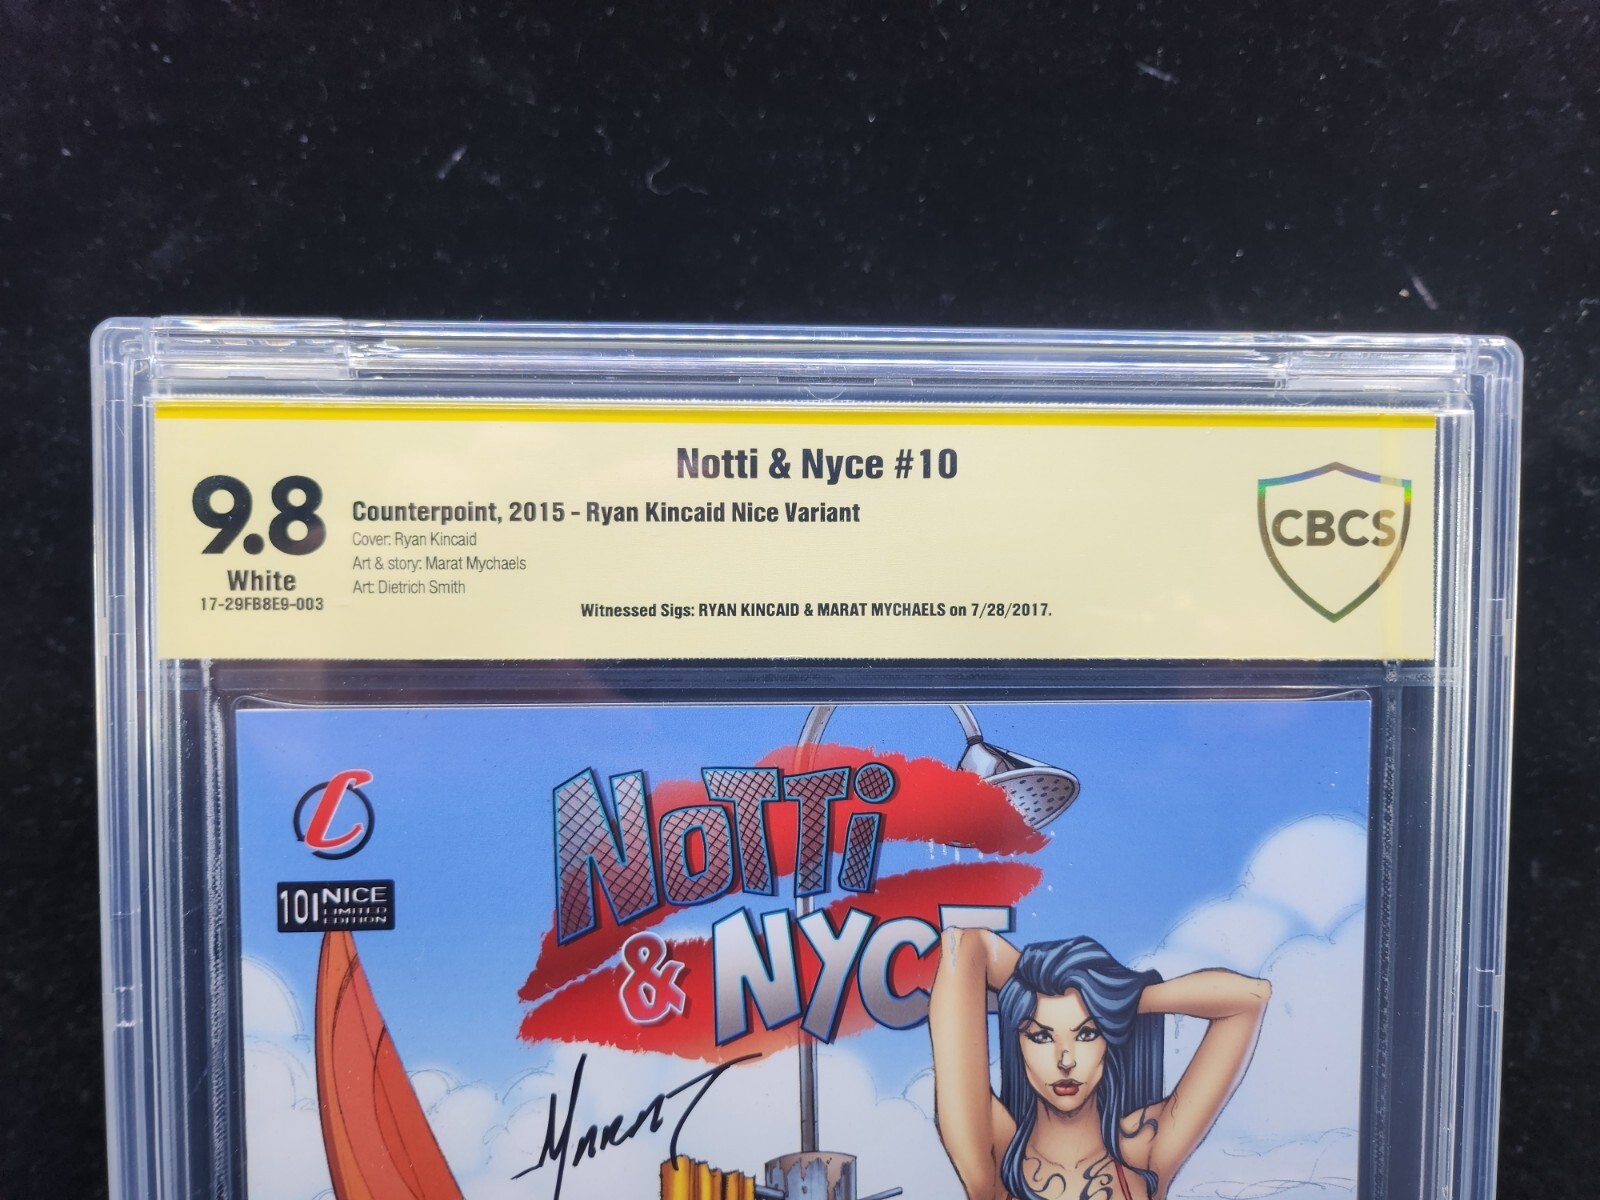 Notti & Nyce #10
9.8
White
17-29FB8E9-003
Counterpoint, 2015 - Ryan Kincaid Nice Variant
Cover: Ryan Kincaid
Art & story: Marat Mychaels
Art: Dietrich Smith
Witnessed Sigs: RYAN KINCAID & MARAT MYCHAELS on 7/28/2017.
CBCS
NOTTi
& NYCE
10 NICE
LIMITED
EDITION
Marat